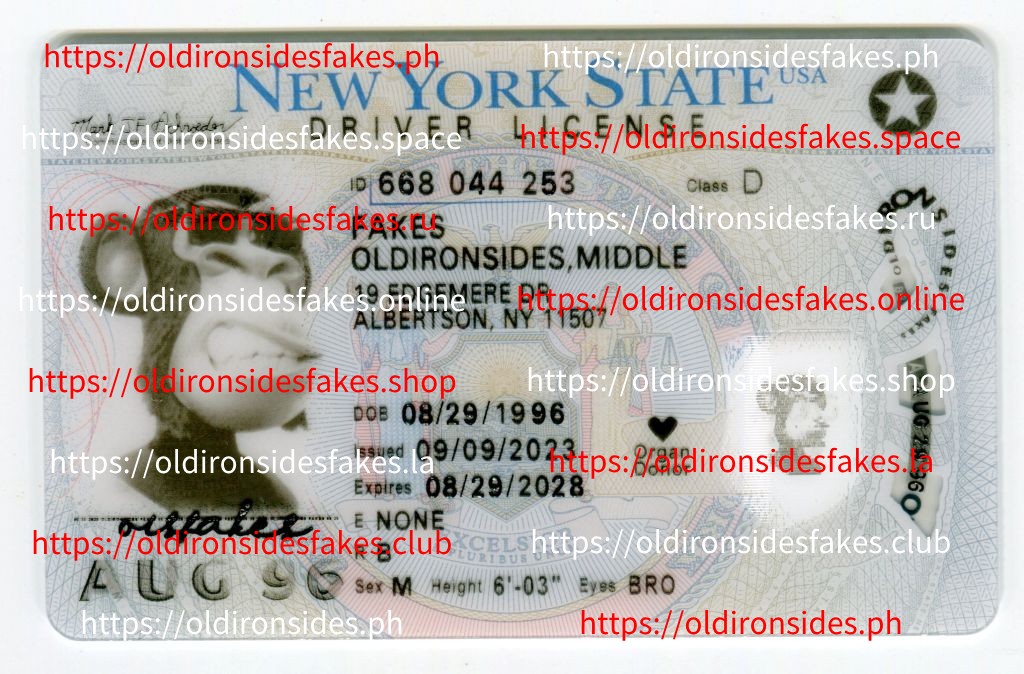 https://oldironsidesfakes.ph https://oldironsidesfakes.ph
NEW YORK STATE USA
DRIVER LICENSE
https://oldironsidesfakes.space https://oldironsidesfakes.space
ID 668 044 253 Class D
https://oldironsidesfakes.ru https://oldironsidesfakes.ru
FAKES
OLDIRONSIDES,MIDDLE
https://oldironsidesfakes.online https://oldironsidesfakes.online
ALBERTSON, NY 11507
https://oldironsidesfakes.shop https://oldironsidesfakes.shop
DOB 08/29/1996
Issued 09/09/2023
Organ
Donor
https://oldironsidesfakes.la https://oldironsidesfakes.la
Expires 08/29/2028
E NONE
https://oldironsidesfakes.club https://oldironsidesfakes.club
R B
AUG 96
Sex M Height 6'-03" Eyes BRO
https://oldironsides.ph https://oldironsides.ph